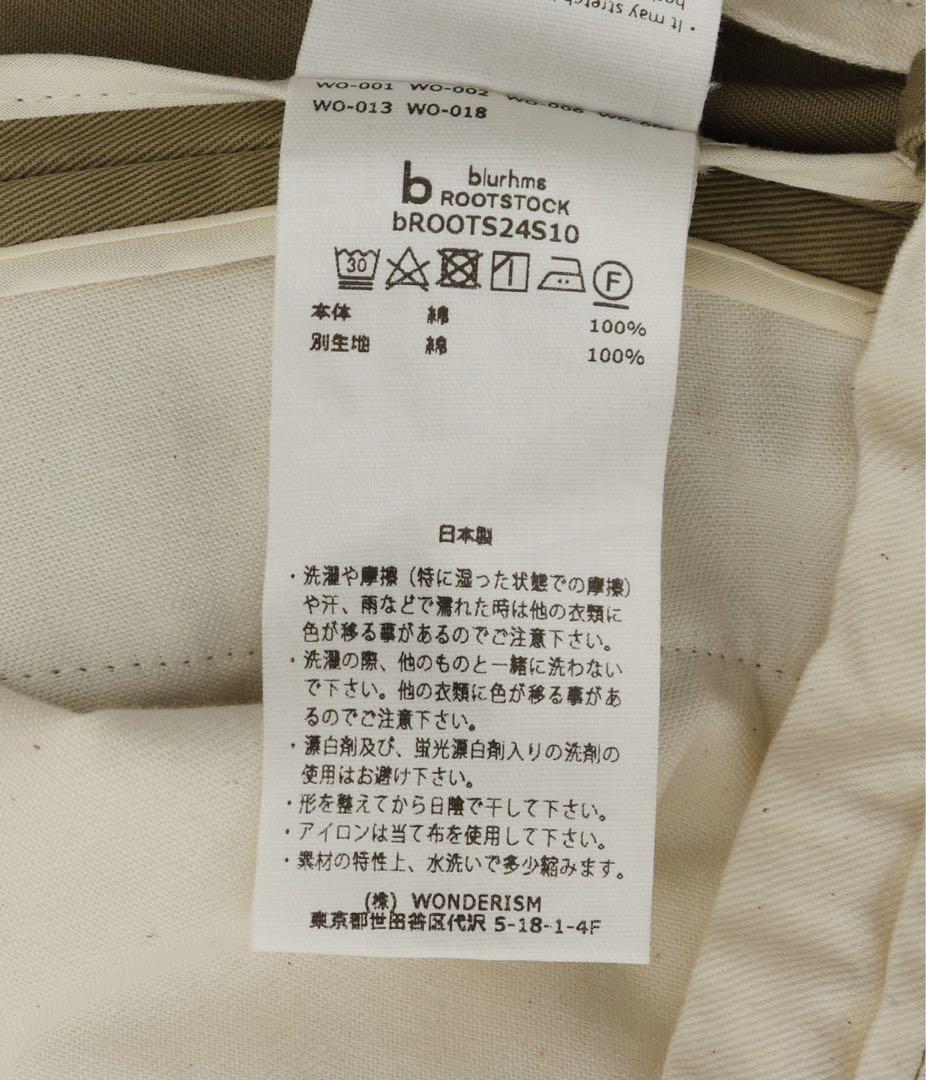 · It may stretch
WO-001 WO-002 WO-006
WO-013 WO-018
b blurhms
ROOTSTOCK
bROOTS24S10
30 F
本体 綿 100%
別生地 綿 100%
日本製
・洗濯や摩擦（特に湿った状態での摩擦）
や汗、雨などで濡れた時は他の衣類に
色が移る事があるのでご注意下さい。
・洗濯の際、他のものと一緒に洗わない
で下さい。他の衣類に色が移る事があ
るのでご注意下さい。
・漂白剤及び、蛍光漂白剤入りの洗剤の
使用はお避け下さい。
・形を整えてから日陰で干して下さい。
・アイロンは当て布を使用して下さい。
・素材の特性上、水洗いで多少縮みます。
(株) WONDERISM
東京都世田谷区代沢 5-18-1-4F